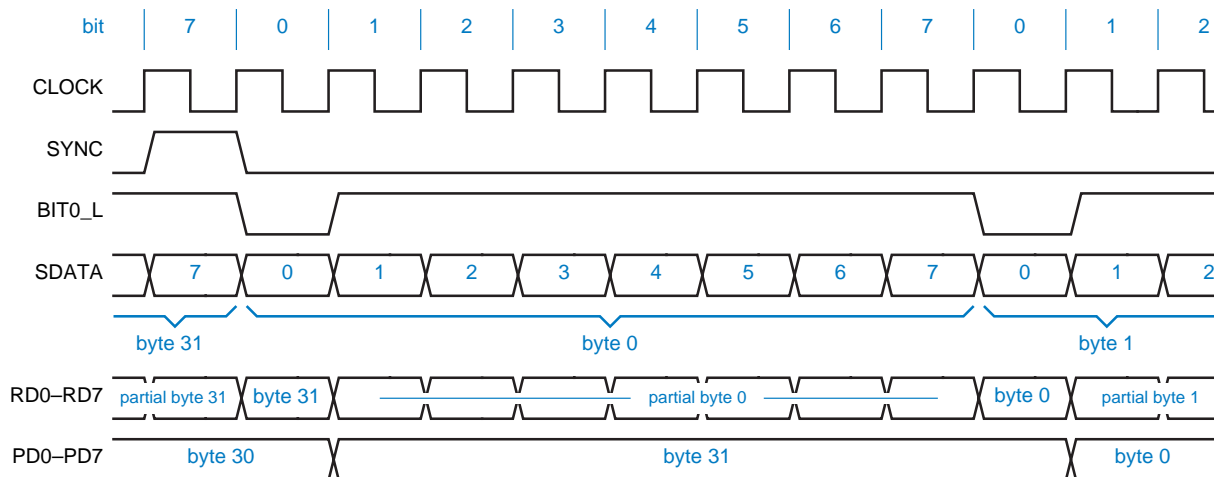 bit 7 0 1 2 3 4 5 6 7 0 1 2
CLOCK
SYNC
BIT0_L
SDATA 7 0 1 2 3 4 5 6 7 0 1 2
byte 31 byte 0 byte 1
RD0–RD7 partial byte 31 byte 31 partial byte 0 byte 0 partial byte 1
PD0–PD7 byte 30 byte 31 byte 0